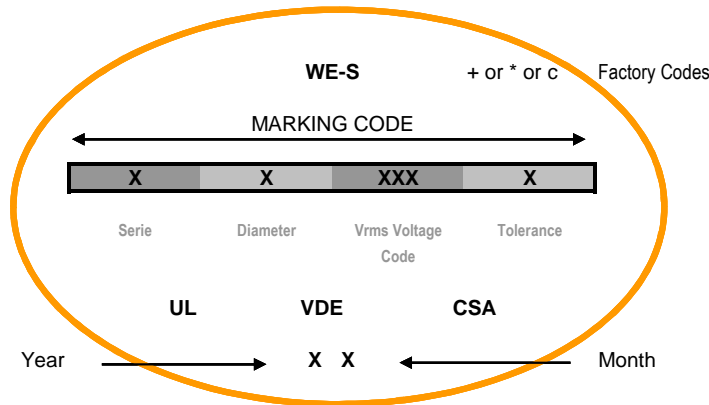 WE-S + or * or c Factory Codes
MARKING CODE
X X XXX X
Serie Diameter Vrms Voltage Tolerance
Code
UL VDE CSA
Year X X Month